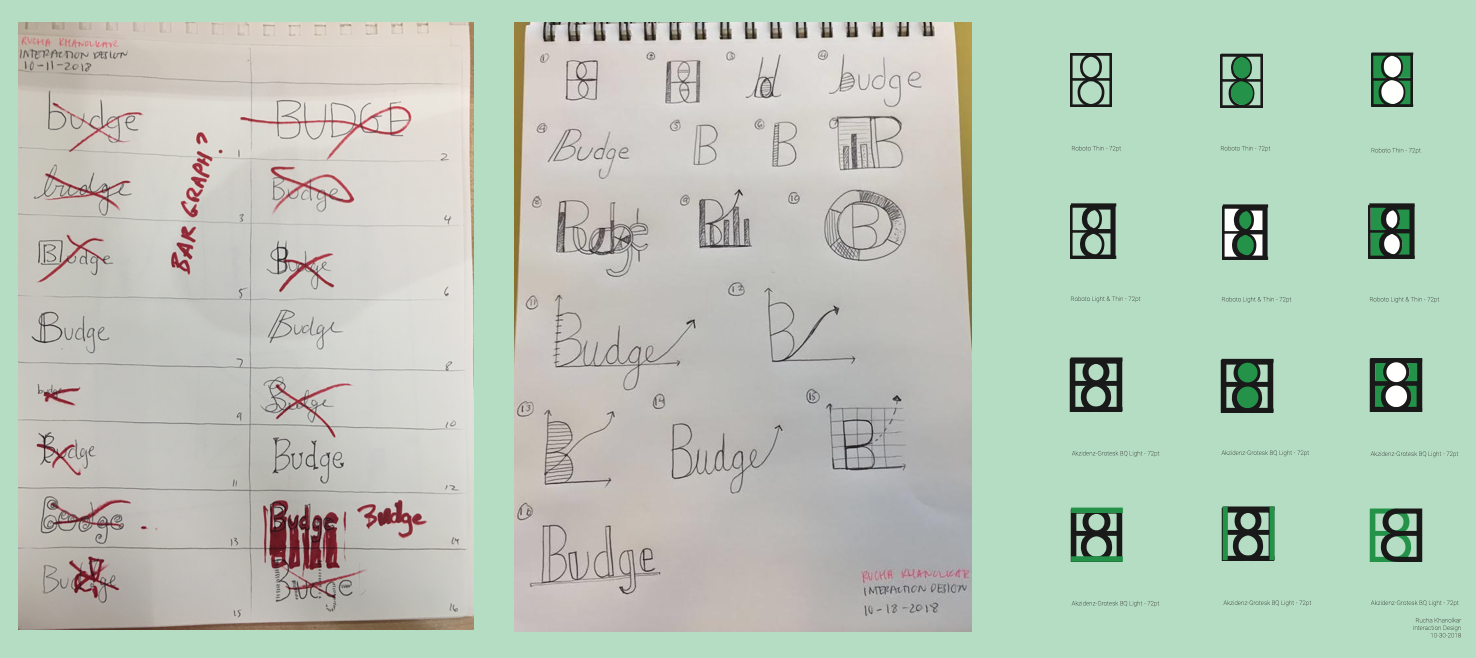 RUCHA KHANOLKAR
INTERACTION DESIGN
10-11-2018
budge
1
BUDGE
2
BAR GRAPH?
budge
3
Budge
4
Budge
5
Budge
6
Budge
7
Budge
8
budge
9
Budge
10
Budge
11
Budge
12
Budge
13
Budge
Budge
14
Budge
15
Budge
16
1
2
3
bd
4
budge
4
Budge
5
B
6
B
7
B
8
Budget
9
B
10
B
11
Budge
12
B
13
B
14
Budge
15
B
16
Budge
RUCHA KHANOLKAR
INTERACTION DESIGN
10-18-2018
Roboto Thin - 72pt
Roboto Thin - 72pt
Roboto Thin - 72pt
Roboto Light & Thin - 72pt
Roboto Light & Thin - 72pt
Roboto Light & Thin - 72pt
Akzidenz-Grotesk BQ Light - 72pt
Akzidenz-Grotesk BQ Light - 72pt
Akzidenz-Grotesk BQ Light - 72pt
Akzidenz-Grotesk BQ Light - 72pt
Akzidenz-Grotesk BQ Light - 72pt
Akzidenz-Grotesk BQ Light - 72pt
Rucha Khanolkar
Interaction Design
10-30-2018